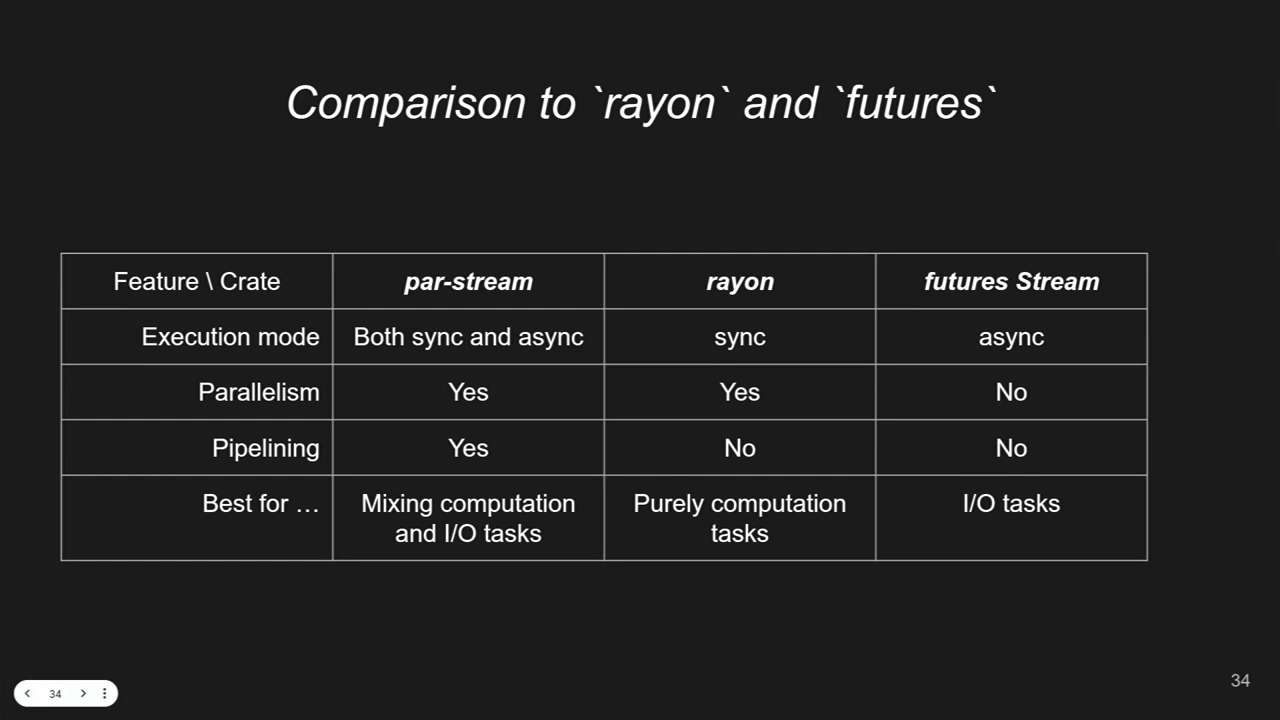 Comparison to `rayon` and `futures`
Feature \ Crate
par-stream
rayon
futures Stream
Execution mode
Both sync and async
sync
async
Parallelism
Yes
Yes
No
Pipelining
Yes
No
No
Best for …
Mixing computation
and I/O tasks
Purely computation
tasks
I/O tasks
34
34